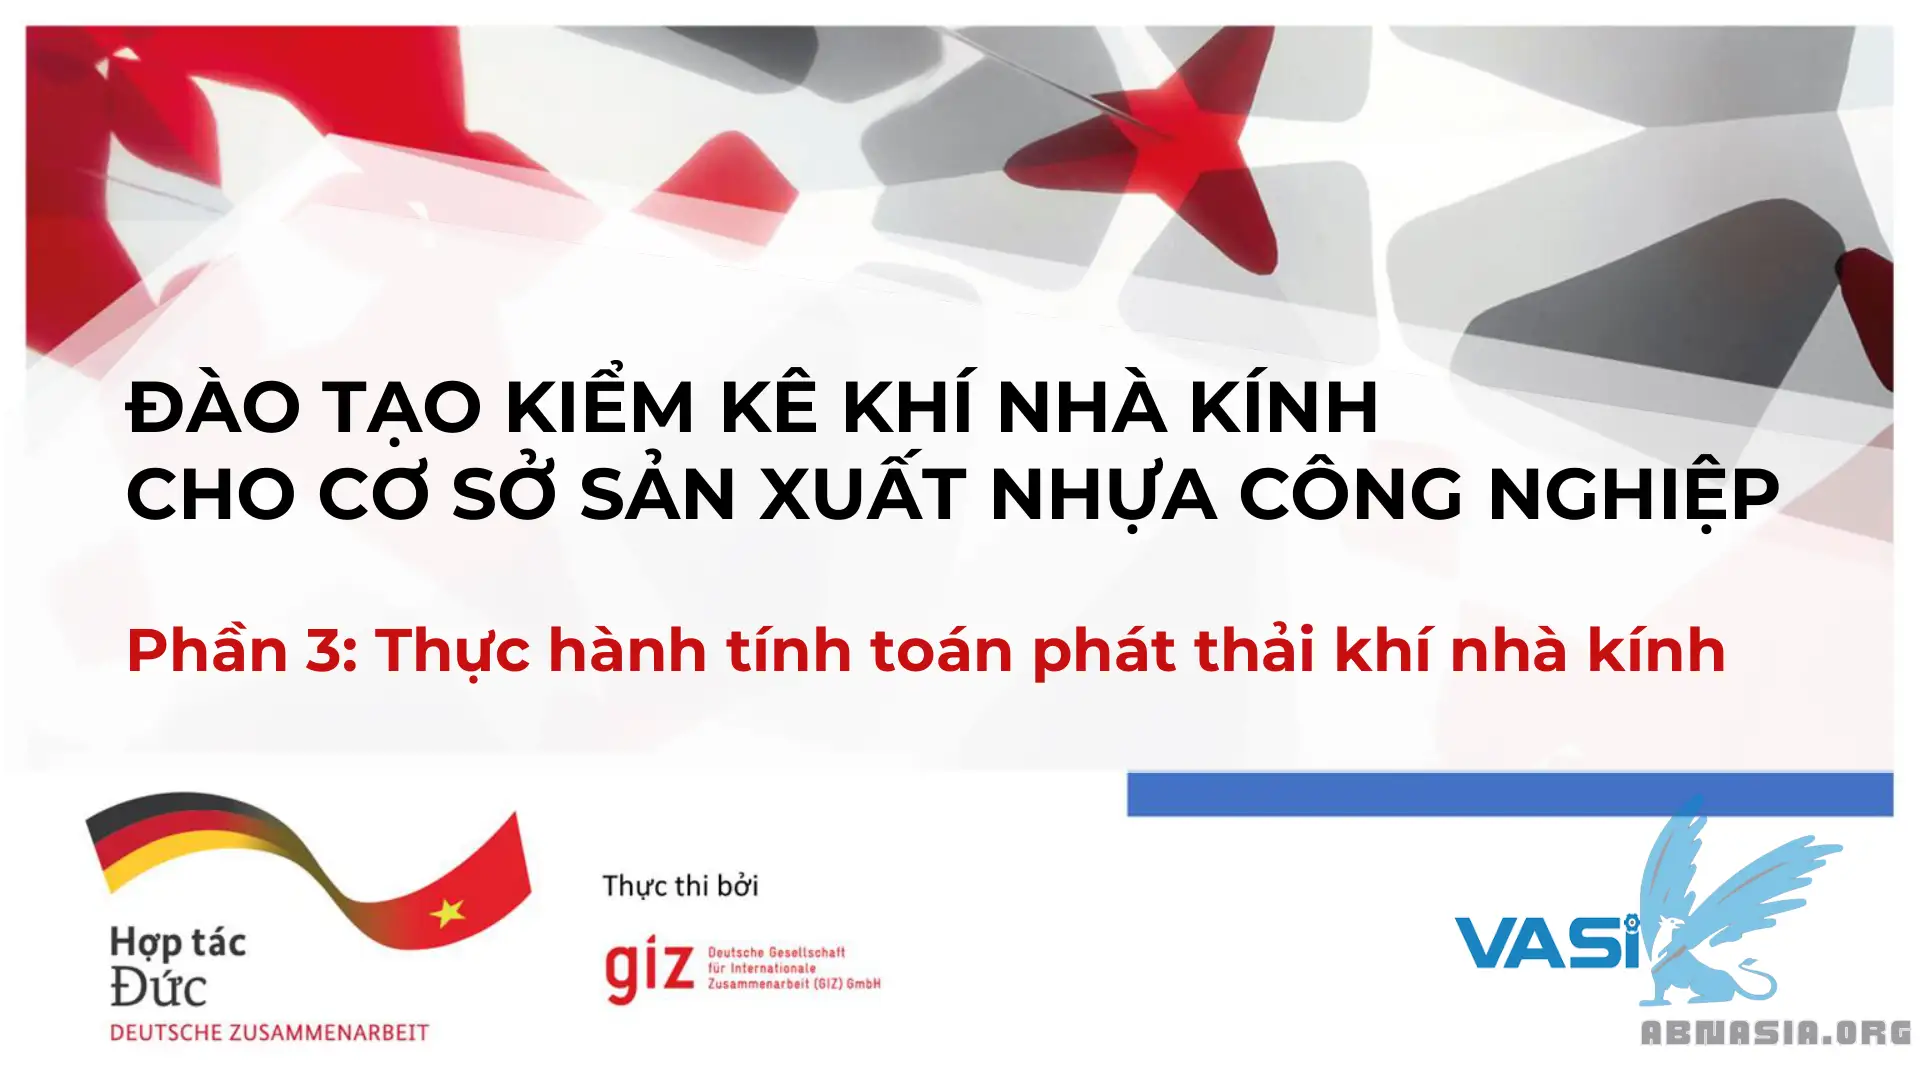 ĐÀO TẠO KIỂM KÊ KHÍ NHÀ KÍNH
CHO CƠ SỞ SẢN XUẤT NHỰA CÔNG NGHIỆP
Phần 3: Thực hành tính toán phát thải khí nhà kính
Hợp tác
Đức
DEUTSCHE ZUSAMMENARBEIT
Thực thi bởi
giz
Deutsche Gesellschaft
für Internationale
Zusammenarbeit (GIZ) GmbH
VASi
ABNASIA.ORG